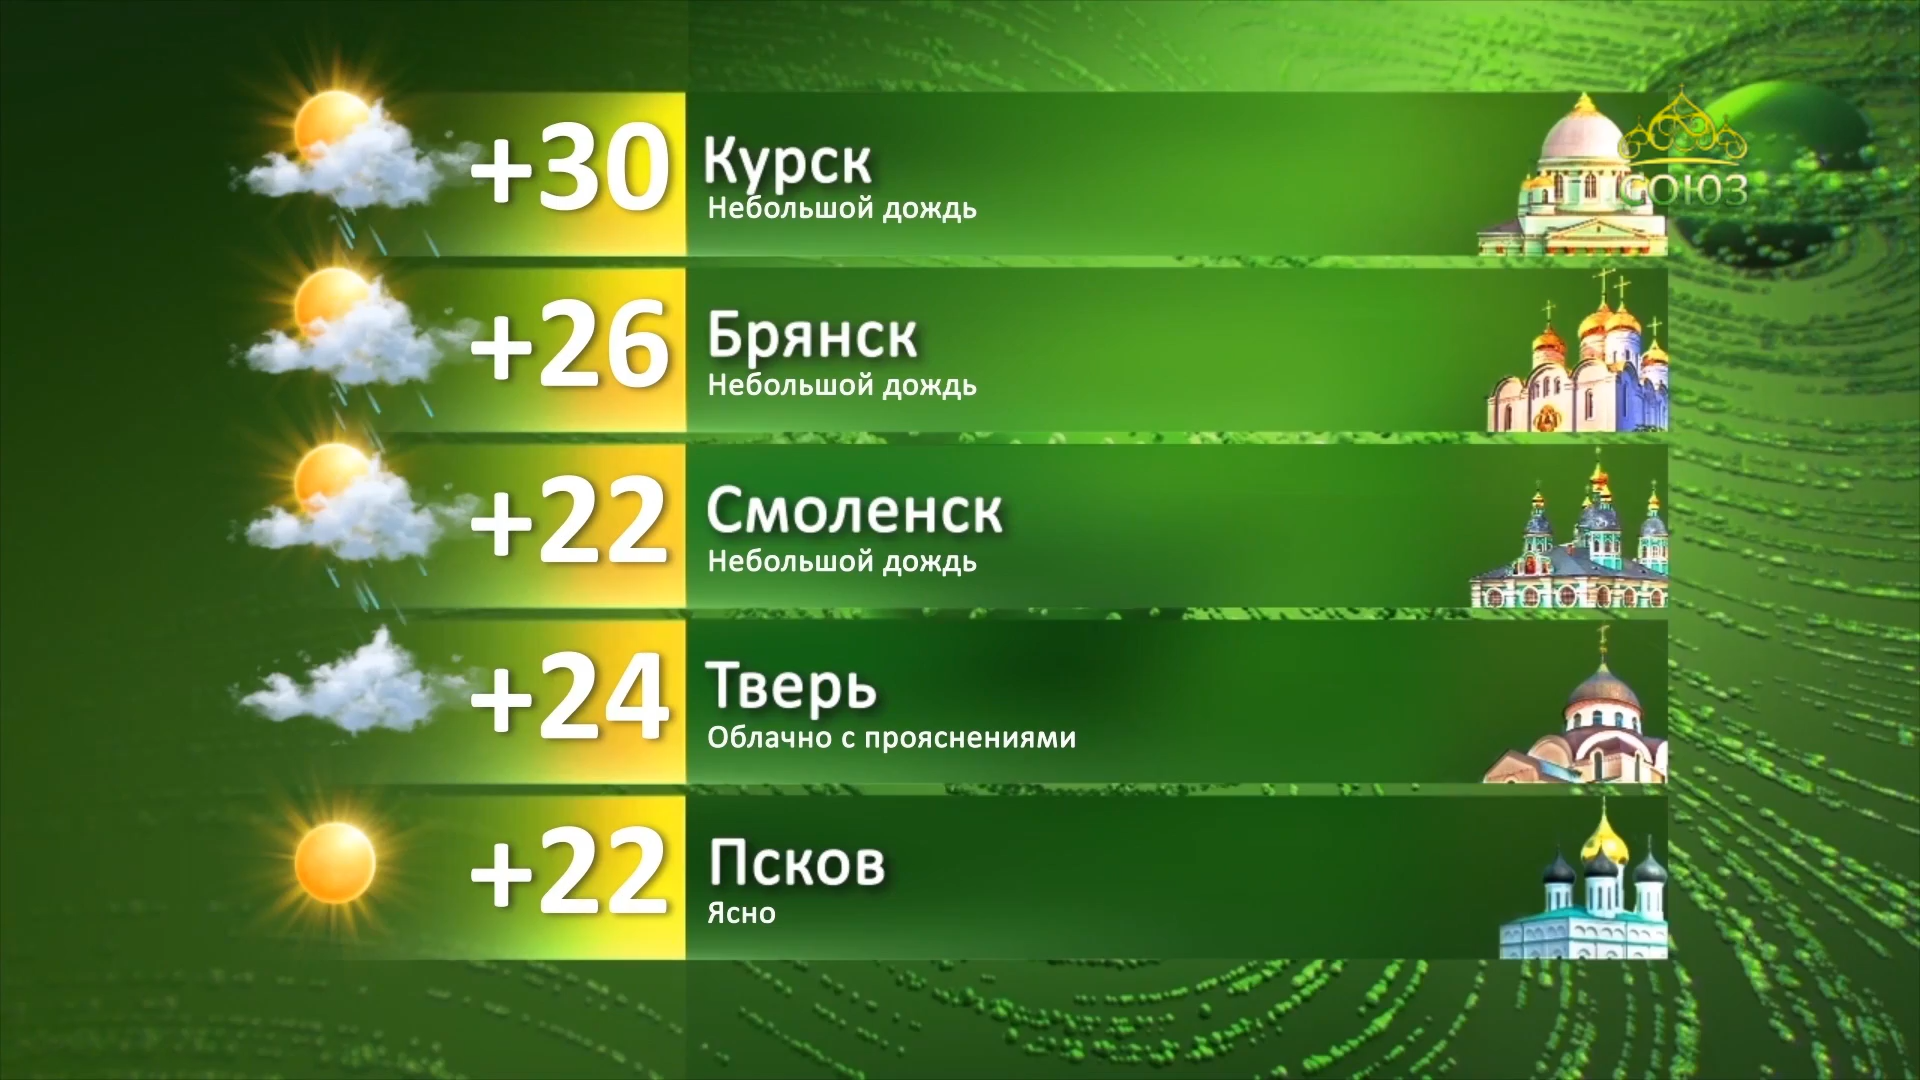 +30
Курск
Небольшой дождь
+26
Брянск
Небольшой дождь
+22
Смоленск
Небольшой дождь
+24
Тверь
Облачно с прояснениями
+22
Псков
Ясно
СОЮЗ